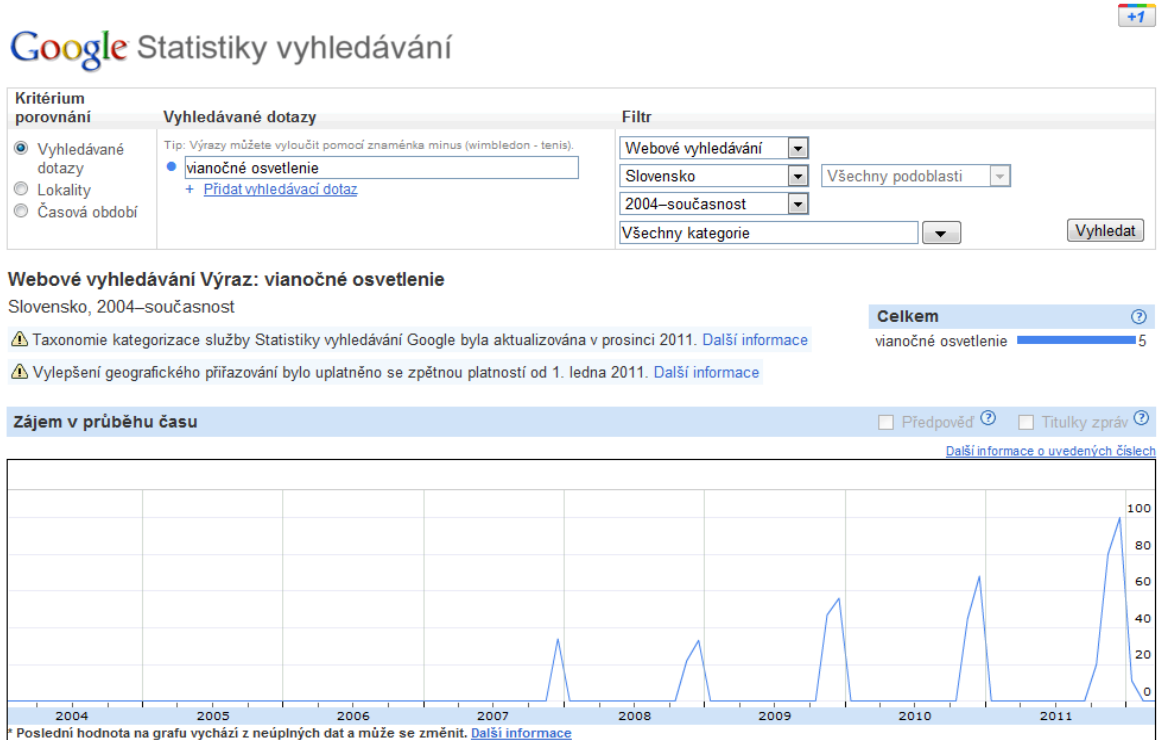 +1
Google Statistiky vyhledávání
Kritérium porovnání
Vyhledávané dotazy
Filtr
Vyhledávané dotazy
Lokality
Časová období
Tip: Výrazy můžete vyloučit pomocí znaménka minus (wimbledon - tenis).
vianočné osvetlenie
+ Přidat vyhledávací dotaz
Webové vyhledávání
Slovensko
Všechny podoblasti
2004–současnost
Všechny kategorie
Vyhledat
Webové vyhledávání Výraz: vianočné osvetlenie
Slovensko, 2004–současnost
Taxonomie kategorizace služby Statistiky vyhledávání Google byla aktualizována v prosinci 2011. Další informace
Vylepšení geografického přiřazování bylo uplatněno se zpětnou platností od 1. ledna 2011. Další informace
Celkem ?
vianočné osvetlenie 5
Zájem v průběhu času
Předpověď ? Titulky zpráv ?
Další informace o uvedených číslech
100
80
60
40
20
0
2004 2005 2006 2007 2008 2009 2010 2011
* Poslední hodnota na grafu vychází z neúplných dat a může se změnit. Další informace